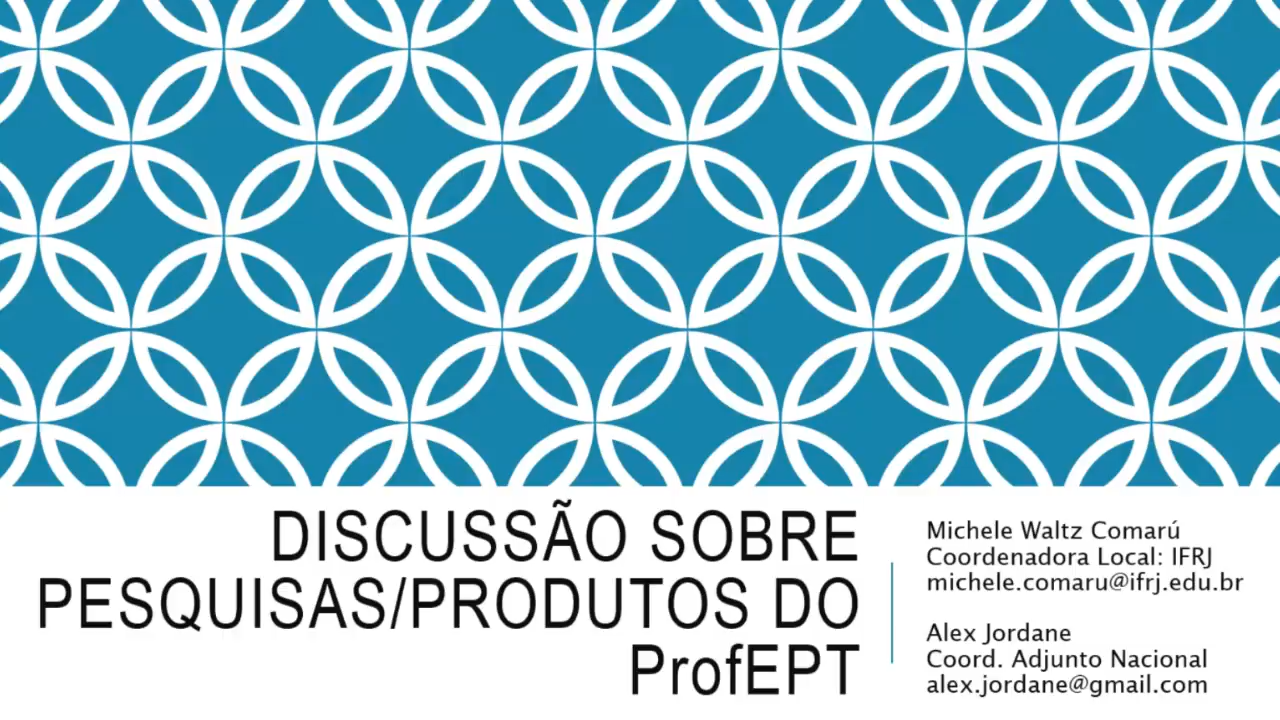 DISCUSSÃO SOBRE
PESQUISAS/PRODUTOS DO
ProfEPT
Michele Waltz Comarú
Coordenadora Local: IFRJ
michele.comaru@ifrj.edu.br
Alex Jordane
Coord. Adjunto Nacional
alex.jordane@gmail.com